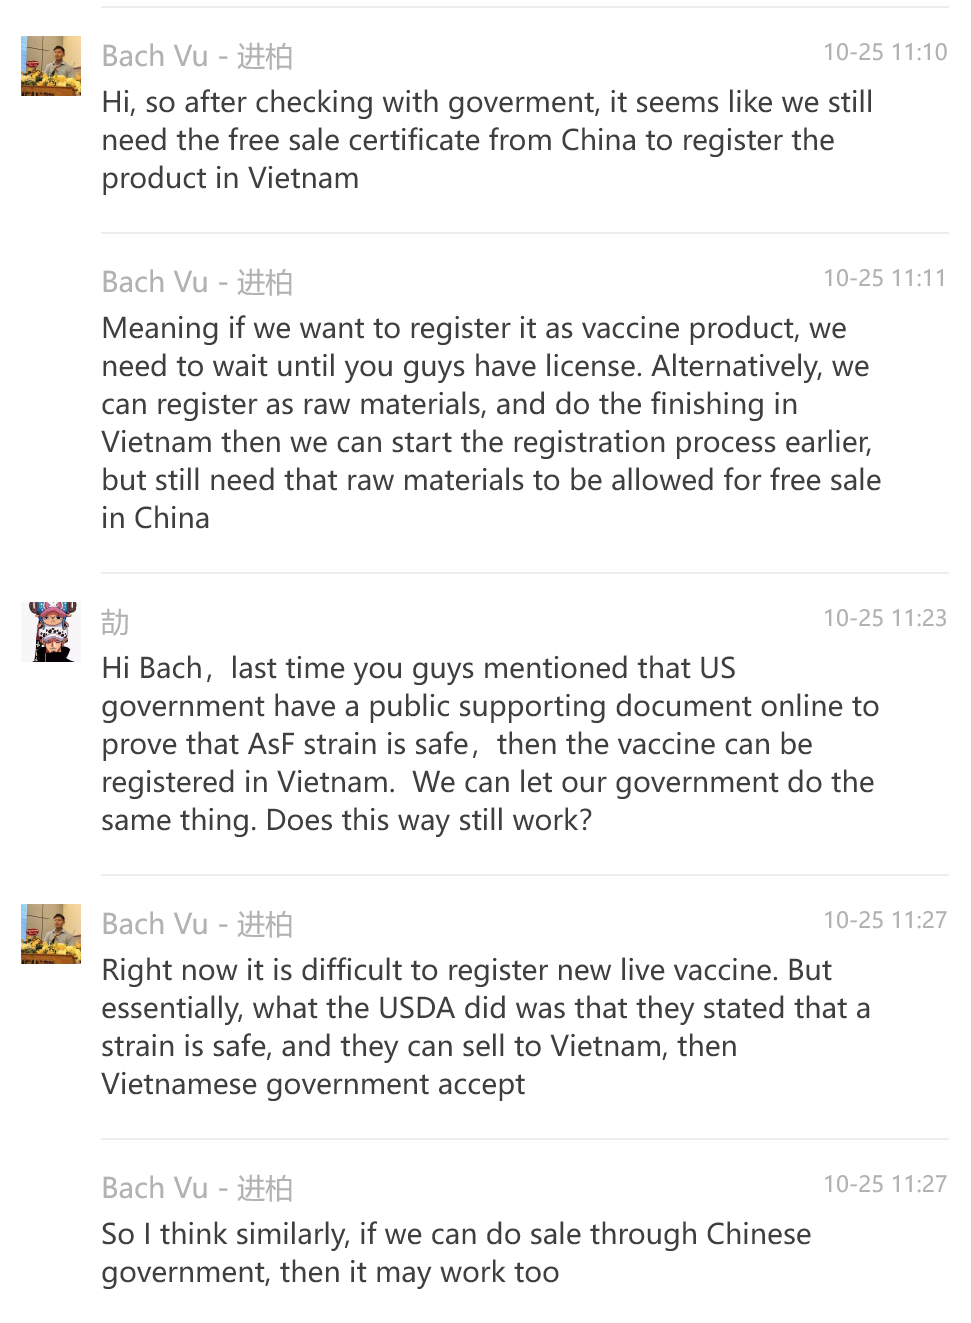 Bach Vu - 进柏
10-25 11:10
Hi, so after checking with goverment, it seems like we still
need the free sale certificate from China to register the
product in Vietnam
Bach Vu - 进柏
10-25 11:11
Meaning if we want to register it as vaccine product, we
need to wait until you guys have license. Alternatively, we
can register as raw materials, and do the finishing in
Vietnam then we can start the registration process earlier,
but still need that raw materials to be allowed for free sale
in China
劼
10-25 11:23
Hi Bach，last time you guys mentioned that US
government have a public supporting document online to
prove that AsF strain is safe，then the vaccine can be
registered in Vietnam.  We can let our government do the
same thing. Does this way still work?
Bach Vu - 进柏
10-25 11:27
Right now it is difficult to register new live vaccine. But
essentially, what the USDA did was that they stated that a
strain is safe, and they can sell to Vietnam, then
Vietnamese government accept
Bach Vu - 进柏
10-25 11:27
So I think similarly, if we can do sale through Chinese
government, then it may work too